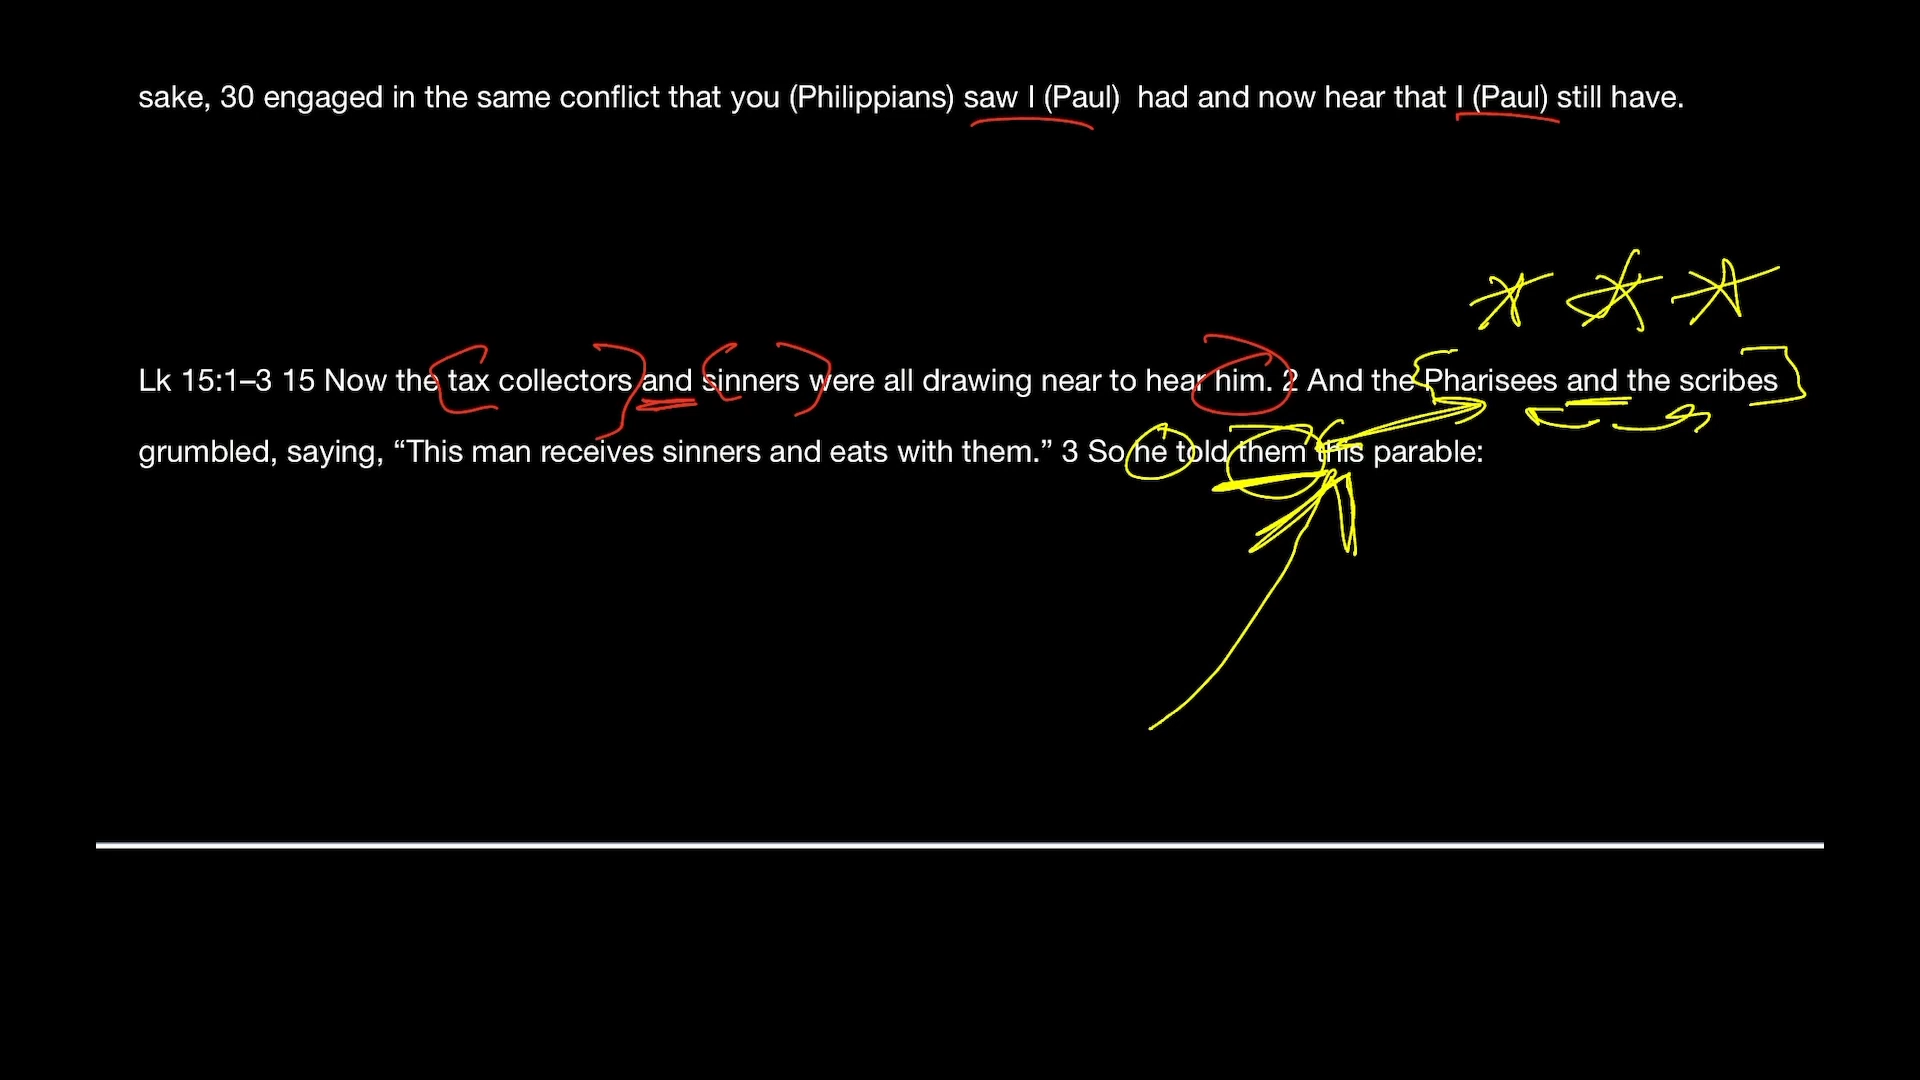 sake, 30 engaged in the same conflict that you (Philippians) saw I (Paul)  had and now hear that I (Paul) still have.
Lk 15:1–3 15 Now the tax collectors and sinners were all drawing near to hear him. 2 And the Pharisees and the scribes
grumbled, saying, “This man receives sinners and eats with them.” 3 So he told them this parable: